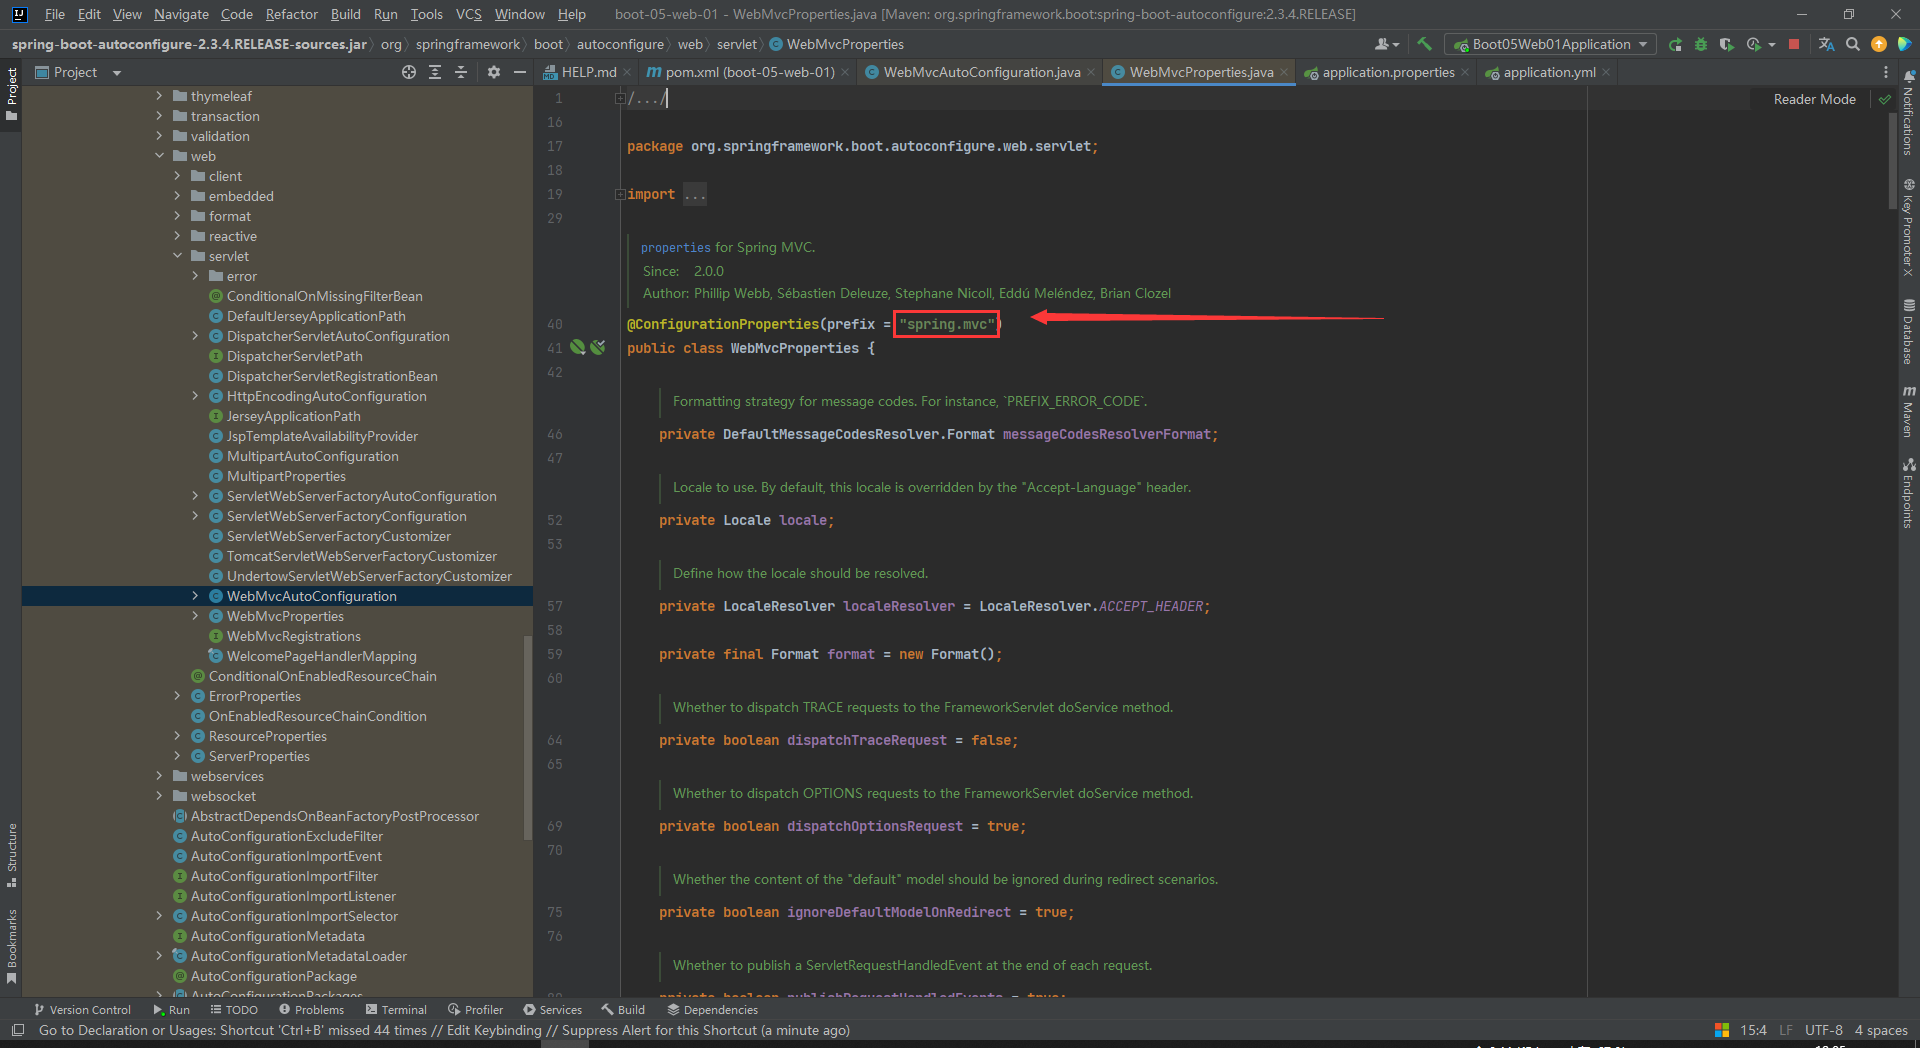 File Edit View Navigate Code Refactor Build Run Tools VCS Window Help boot-05-web-01 - WebMvcProperties.java [Maven: org.springframework.boot:spring-boot-autoconfigure:2.3.4.RELEASE]
spring-boot-autoconfigure-2.3.4.RELEASE-sources.jar org springframework boot autoconfigure web servlet WebMvcProperties Boot05Web01Application
Project
HELP.md pom.xml (boot-05-web-01) WebMvcAutoConfiguration.java WebMvcProperties.java application.properties application.yml
Project
Structure
Bookmarks
thymeleaf
transaction
validation
web
client
embedded
format
reactive
servlet
error
ConditionalOnMissingFilterBean
DefaultJerseyApplicationPath
DispatcherServletAutoConfiguration
DispatcherServletPath
DispatcherServletRegistrationBean
HttpEncodingAutoConfiguration
JerseyApplicationPath
JspTemplateAvailabilityProvider
MultipartAutoConfiguration
MultipartProperties
ServletWebServerFactoryAutoConfiguration
ServletWebServerFactoryConfiguration
ServletWebServerFactoryCustomizer
TomcatServletWebServerFactoryCustomizer
UndertowServletWebServerFactoryCustomizer
WebMvcAutoConfiguration
WebMvcProperties
WebMvcRegistrations
WelcomePageHandlerMapping
ConditionalOnEnabledResourceChain
ErrorProperties
OnEnabledResourceChainCondition
ResourceProperties
ServerProperties
webservices
websocket
AbstractDependsOnBeanFactoryPostProcessor
AutoConfigurationExcludeFilter
AutoConfigurationImportEvent
AutoConfigurationImportFilter
AutoConfigurationImportListener
AutoConfigurationImportSelector
AutoConfigurationMetadata
AutoConfigurationMetadataLoader
AutoConfigurationPackage
AutoConfigurationPackages
Reader Mode
1 /.../
16
17 package org.springframework.boot.autoconfigure.web.servlet;
18
19 import ...
29
properties for Spring MVC.
Since: 2.0.0
Author: Phillip Webb, Sébastien Deleuze, Stephane Nicoll, Eddú Meléndez, Brian Clozel
40 @ConfigurationProperties(prefix = "spring.mvc")
41 public class WebMvcProperties {
42
Formatting strategy for message codes. For instance, `PREFIX_ERROR_CODE`.
46 private DefaultMessageCodesResolver.Format messageCodesResolverFormat;
47
Locale to use. By default, this locale is overridden by the "Accept-Language" header.
52 private Locale locale;
53
Define how the locale should be resolved.
57 private LocaleResolver localeResolver = LocaleResolver.ACCEPT_HEADER;
58
59 private final Format format = new Format();
60
Whether to dispatch TRACE requests to the FrameworkServlet doService method.
64 private boolean dispatchTraceRequest = false;
65
Whether to dispatch OPTIONS requests to the FrameworkServlet doService method.
69 private boolean dispatchOptionsRequest = true;
70
Whether the content of the "default" model should be ignored during redirect scenarios.
75 private boolean ignoreDefaultModelOnRedirect = true;
76
Whether to publish a ServletRequestHandledEvent at the end of each request.
80 private boolean publishRequestHandledEvents = true;
Notifications
Key Promoter X
Database
Maven
Endpoints
Version Control Run TODO Problems Terminal Profiler Services Build Dependencies
Go to Declaration or Usages: Shortcut 'Ctrl+B' missed 44 times // Edit Keybinding // Suppress Alert for this Shortcut (a minute ago) 15:4 LF UTF-8 4 spaces